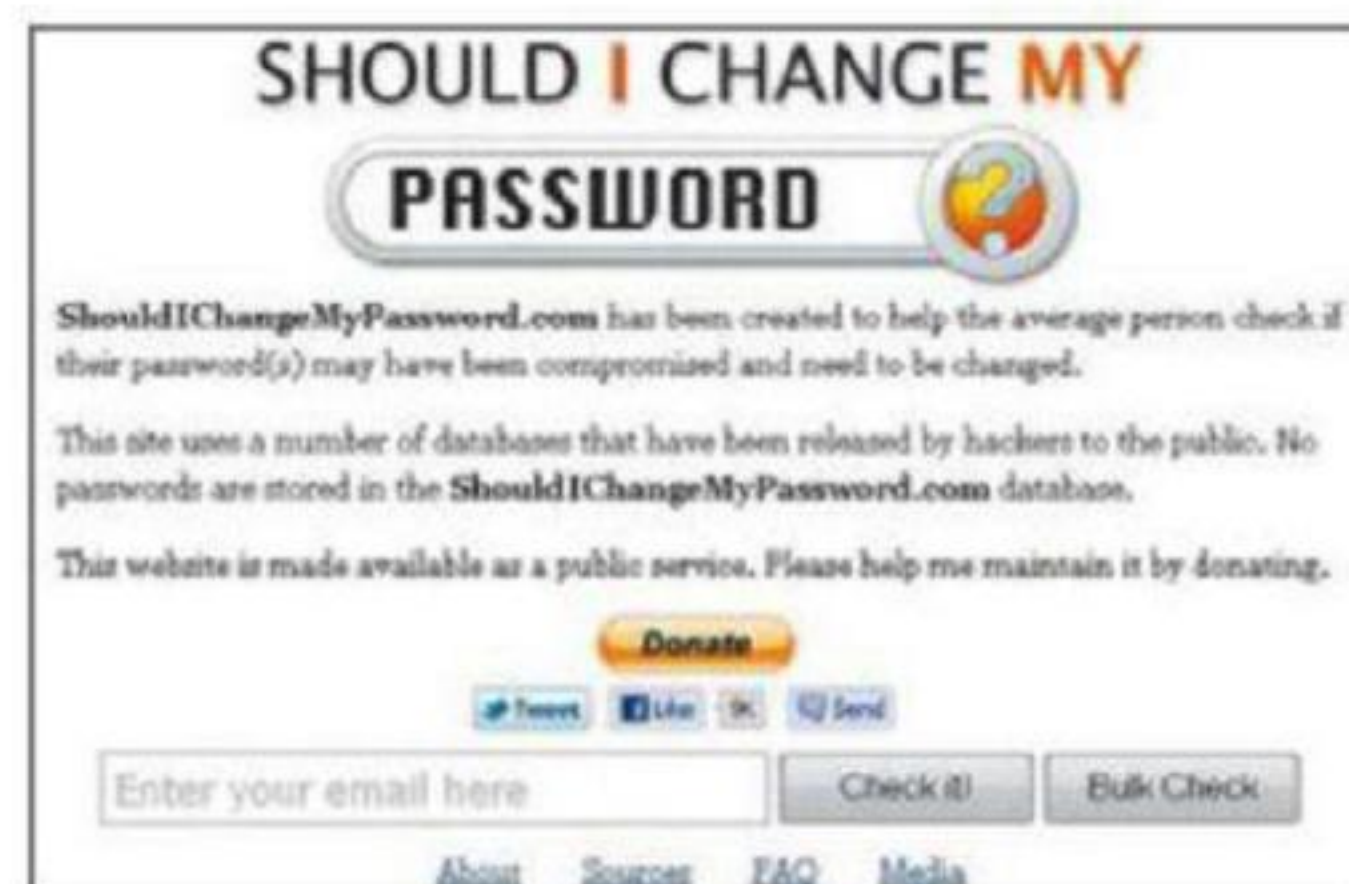 SHOULD I CHANGE MY
PASSWORD ?
ShouldIChangeMyPassword.com has been created to help the average person check if
their password(s) may have been compromised and need to be changed.
This site uses a number of databases that have been released by hackers to the public. No
passwords are stored in the ShouldIChangeMyPassword.com database.
This website is made available as a public service. Please help me maintain it by donating.
Donate
Tweet Like 9K Send
Enter your email here Check it! Bulk Check
About Sources FAQ Media